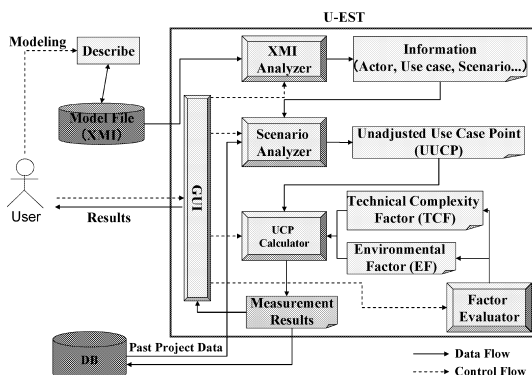 U-EST
Modeling
Describe
XMI
Analyzer
Information
(Actor, Use case, Scenario...)
Model File
(XMI)
Scenario
Analyzer
Unadjusted Use Case Point
(UUCP)
GUI
User
Results
Technical Complexity
Factor (TCF)
UCP
Calculator
Environmental
Factor (EF)
Measurement
Results
Factor
Evaluator
Past Project Data
DB
Data Flow
Control Flow